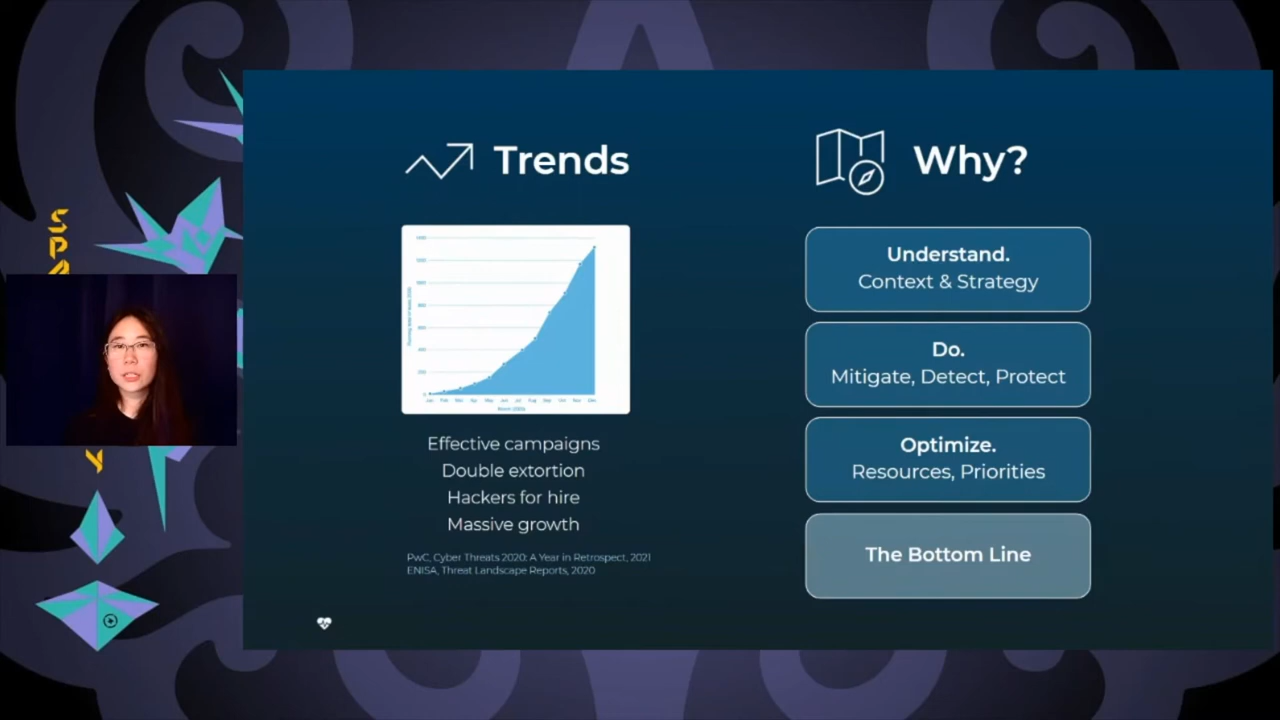 Trends
Effective campaigns
Double extortion
Hackers for hire
Massive growth
PwC, Cyber Threats 2020: A Year in Retrospect, 2021
ENISA, Threat Landscape Reports, 2020
Why?
Understand.
Context & Strategy
Do.
Mitigate, Detect, Protect
Optimize.
Resources, Priorities
The Bottom Line